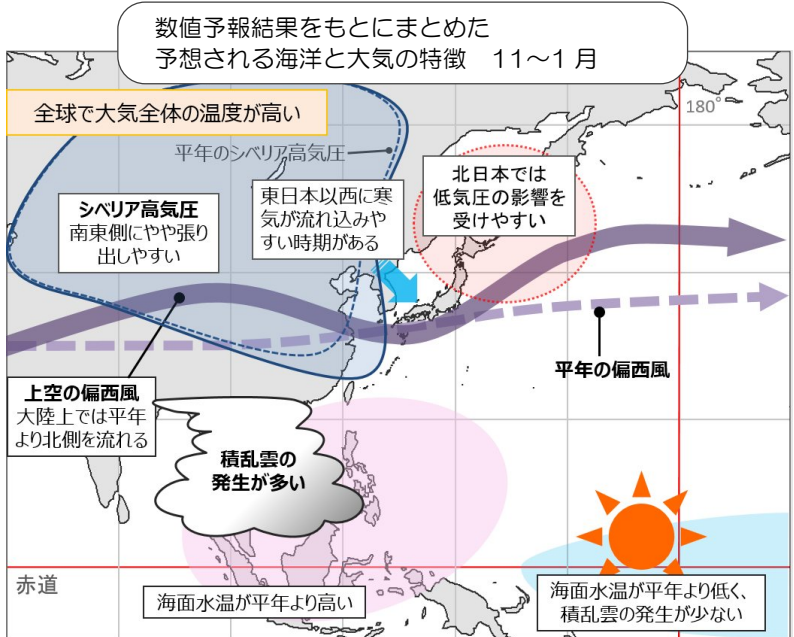 数値予報結果をもとにまとめた
予想される海洋と大気の特徴　11～1月
全球で大気全体の温度が高い
180°
平年のシベリア高気圧
シベリア高気圧
南東側にやや張り
出しやすい
東日本以西に寒
気が流れ込みや
すい時期がある
北日本では
低気圧の影響を
受けやすい
上空の偏西風
大陸上では平年
より北側を流れる
平年の偏西風
積乱雲の
発生が多い
赤道
海面水温が平年より高い
海面水温が平年より低く、
積乱雲の発生が少ない